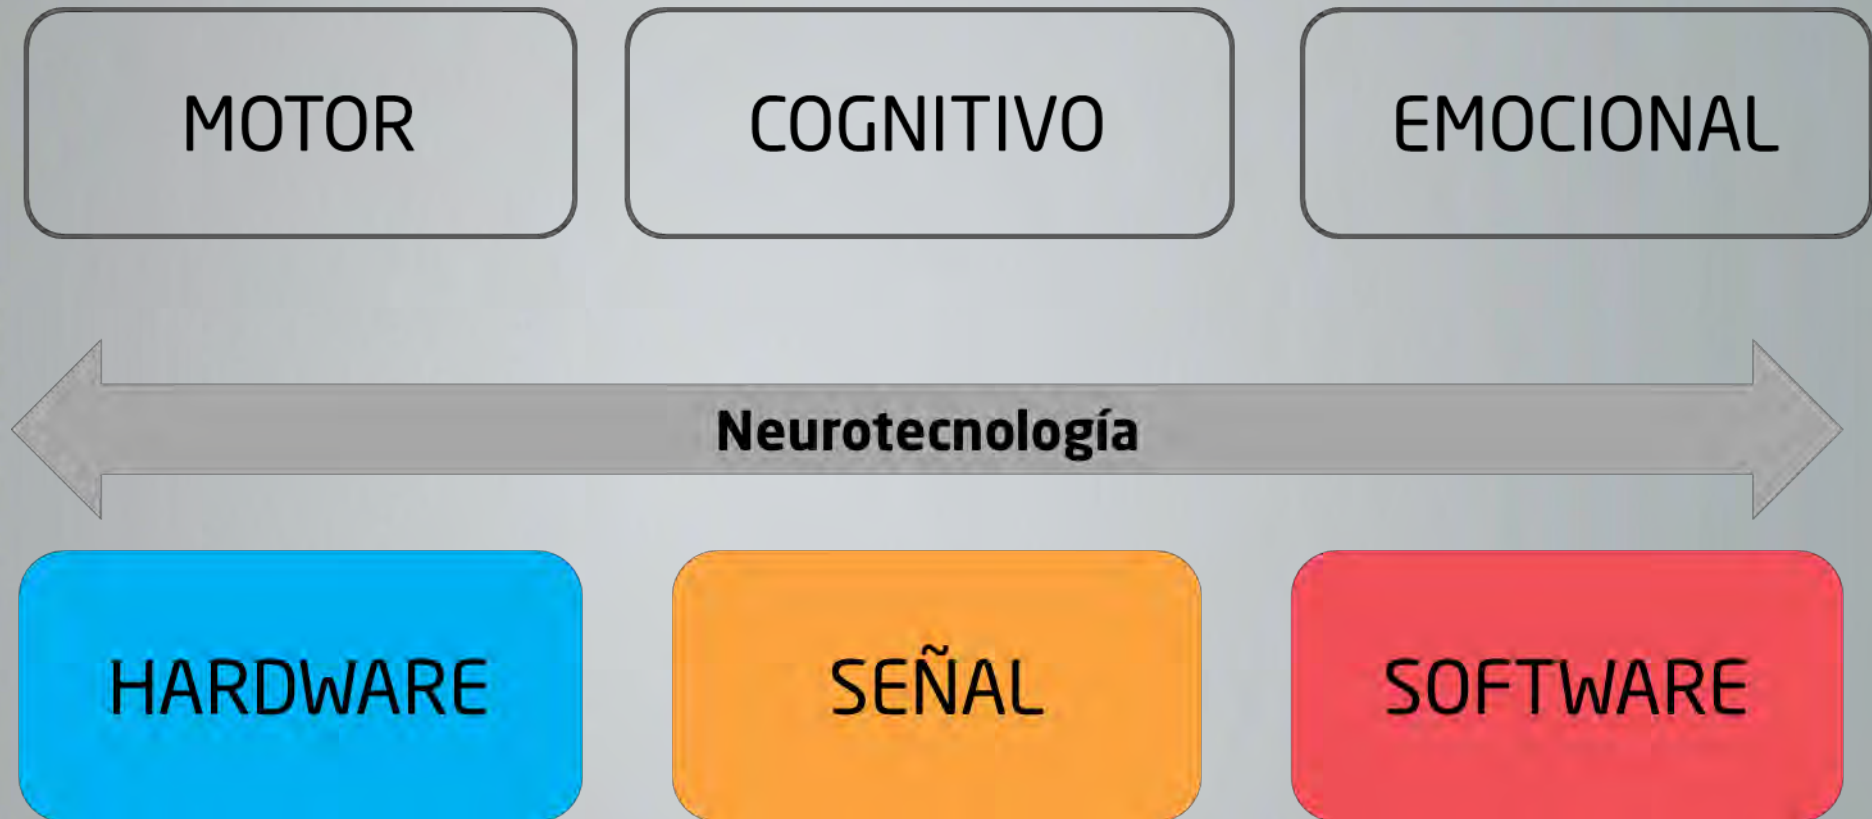 MOTOR
COGNITIVO
EMOCIONAL
Neurotecnología
HARDWARE
SEÑAL
SOFTWARE